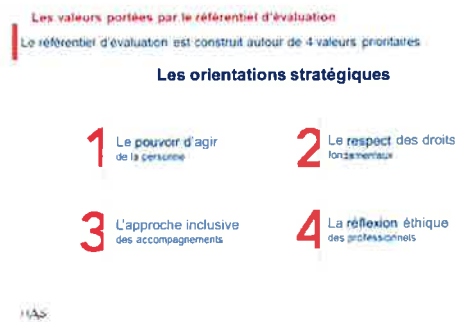 Les valeurs portées par le référentiel d'évaluation
Le référentiel d'évaluation est construit autour de 4 valeurs prioritaires
Les orientations stratégiques
1 Le pouvoir d'agir
de la personne
2 Le respect des droits
fondamentaux
3 L'approche inclusive
des accompagnements
4 La réflexion éthique
des professionnels
HAS